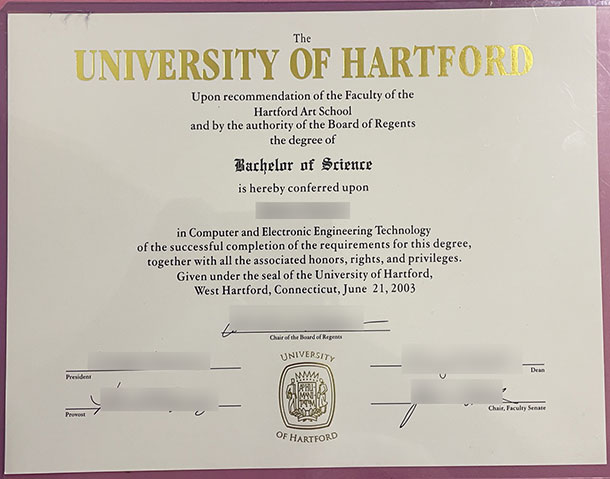 The
UNIVERSITY OF HARTFORD
Upon recommendation of the Faculty of the
Hartford Art School
and by the authority of the Board of Regents
the degree of
Bachelor of Science
is hereby conferred upon
in Computer and Electronic Engineering Technology
of the successful completion of the requirements for this degree,
together with all the associated honors, rights, and privileges.
Given under the seal of the University of Hartford,
West Hartford, Connecticut, June 21, 2003
Chair of the Board of Regents
President
Dean
Provost
Chair, Faculty Senate
UNIVERSITY
OF HARTFORD